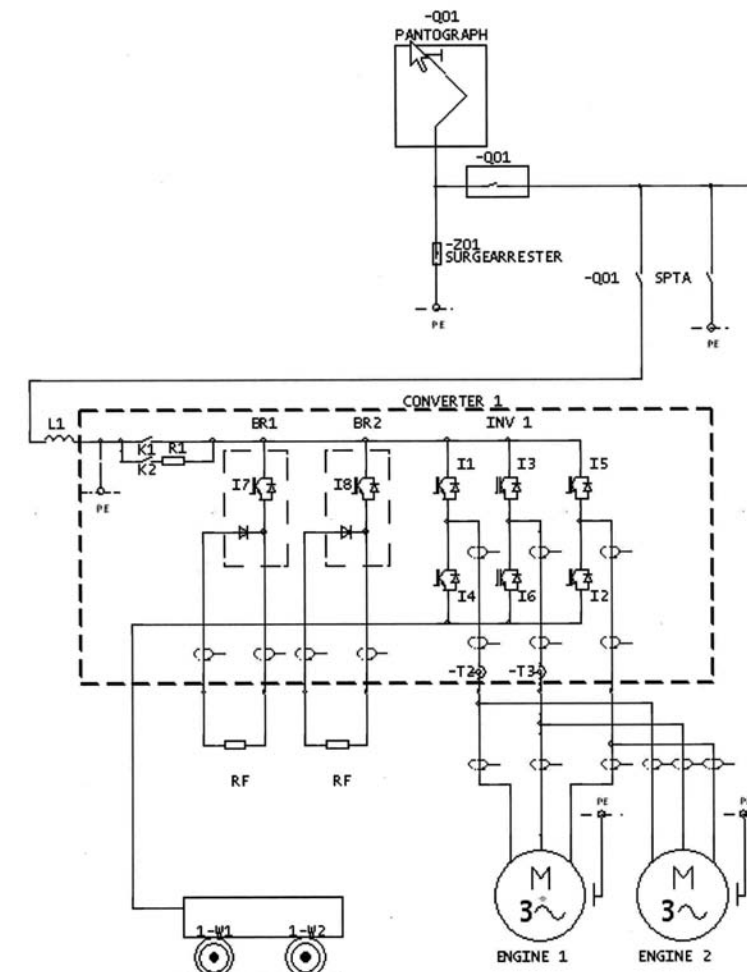 -Q01
PANTOGRAPH
-Q01
-Z01
SURGEARRESTER
PE
-Q01 SPTA
PE
CONVERTER 1
L1
K1
K2
R1
PE
BR1 BR2 INV 1
I7 I8 I1 I3 I5
I4 I6 I2
-T2 -T3
RF RF
PE PE
M M
3 3
ENGINE 1 ENGINE 2
1-W1 1-W2